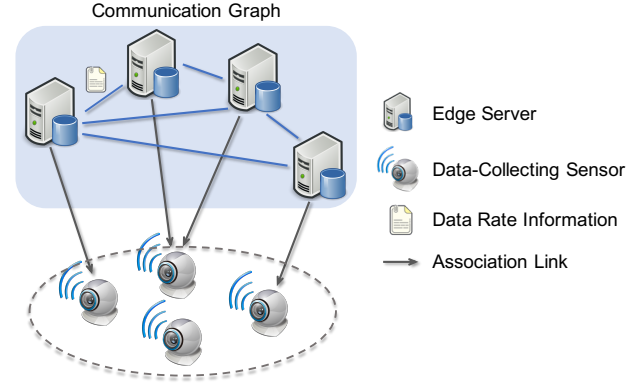 Communication Graph
Edge Server
Data-Collecting Sensor
Data Rate Information
Association Link